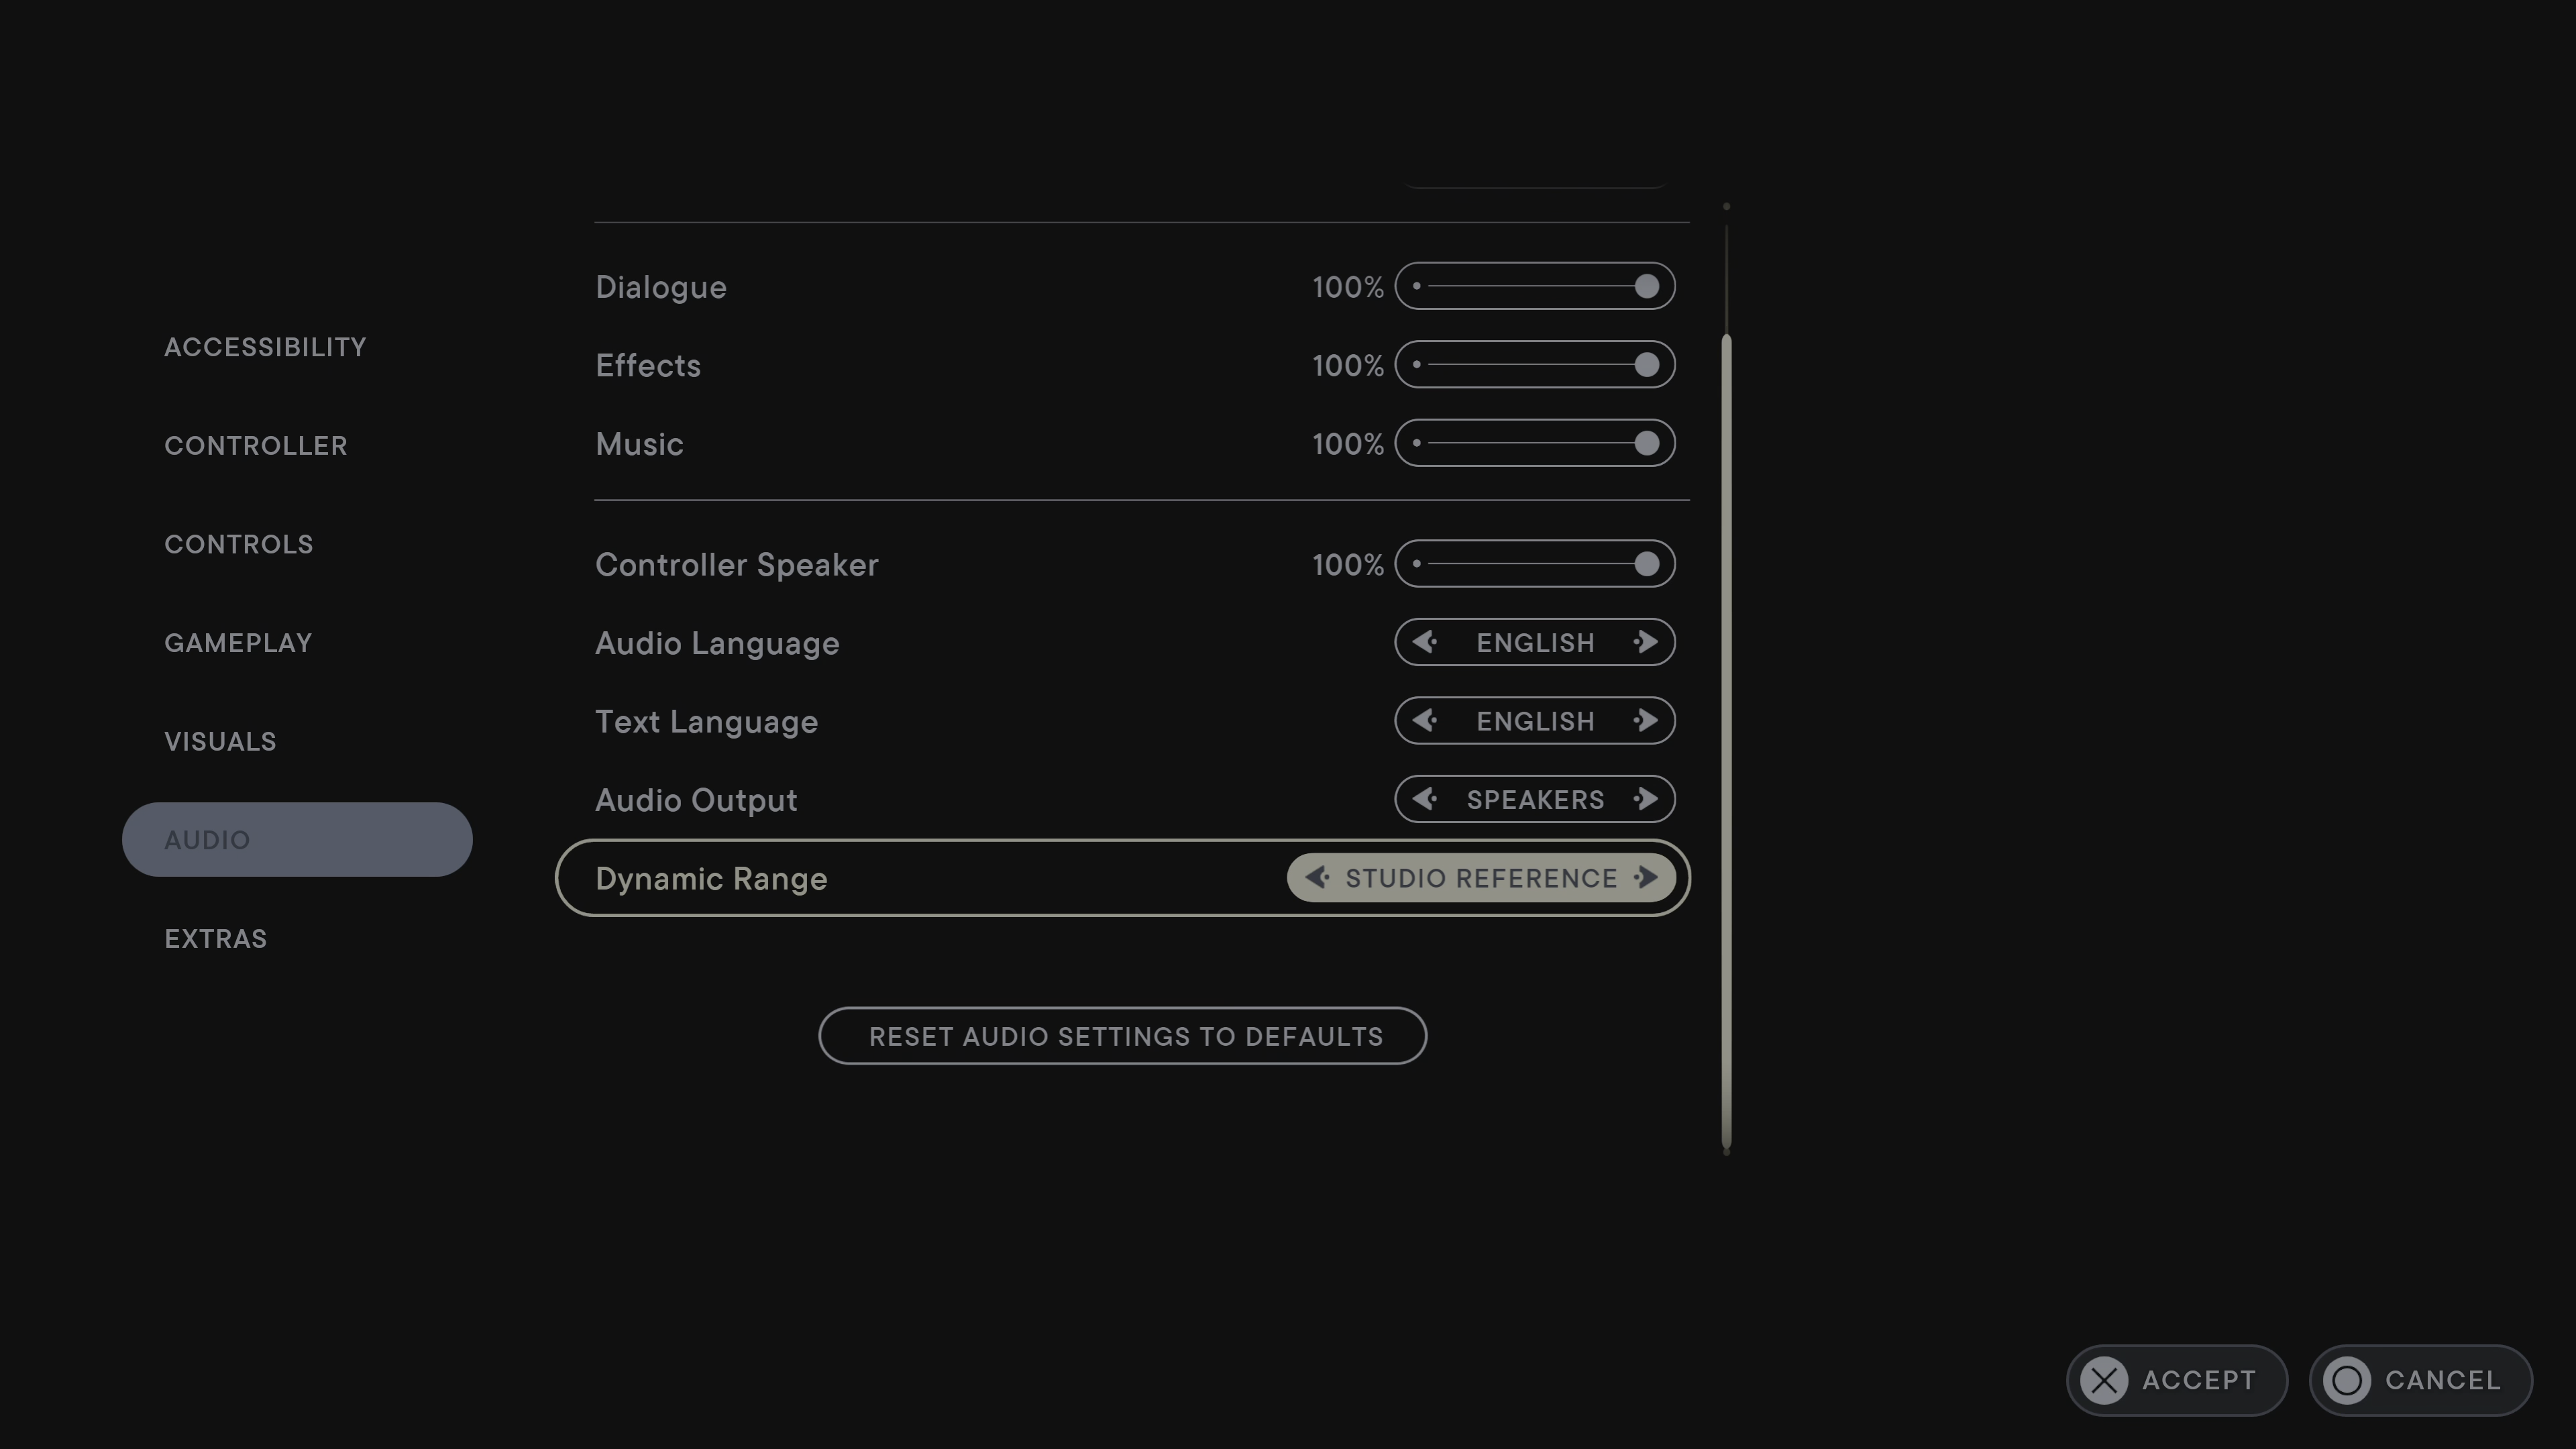 ACCESSIBILITY
CONTROLLER
CONTROLS
GAMEPLAY
VISUALS
AUDIO
EXTRAS
Dialogue 100%
Effects 100%
Music 100%
Controller Speaker 100%
Audio Language ENGLISH
Text Language ENGLISH
Audio Output SPEAKERS
Dynamic Range STUDIO REFERENCE
RESET AUDIO SETTINGS TO DEFAULTS
ACCEPT CANCEL